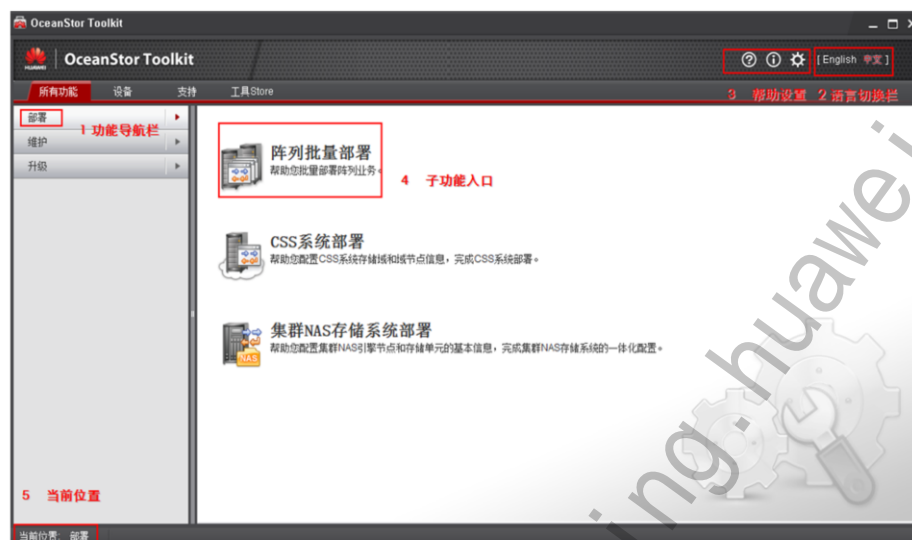 OceanStor Toolkit
HUAWEI
OceanStor Toolkit
[English 中文]
所有功能 设备 支持 工具Store
3 帮助设置 2 语言切换栏
部署
1 功能导航栏
维护
升级
阵列批量部署
帮助您批量部署阵列业务。
4 子功能入口
CSS系统部署
帮助您配置CSS系统存储域和域节点信息，完成CSS系统部署。
集群NAS存储系统部署
帮助您配置集群NAS引擎节点和存储单元的基本信息，完成集群NAS存储系统的一体化配置。
NAS
5 当前位置
当前位置: 部署
ing.huawei.